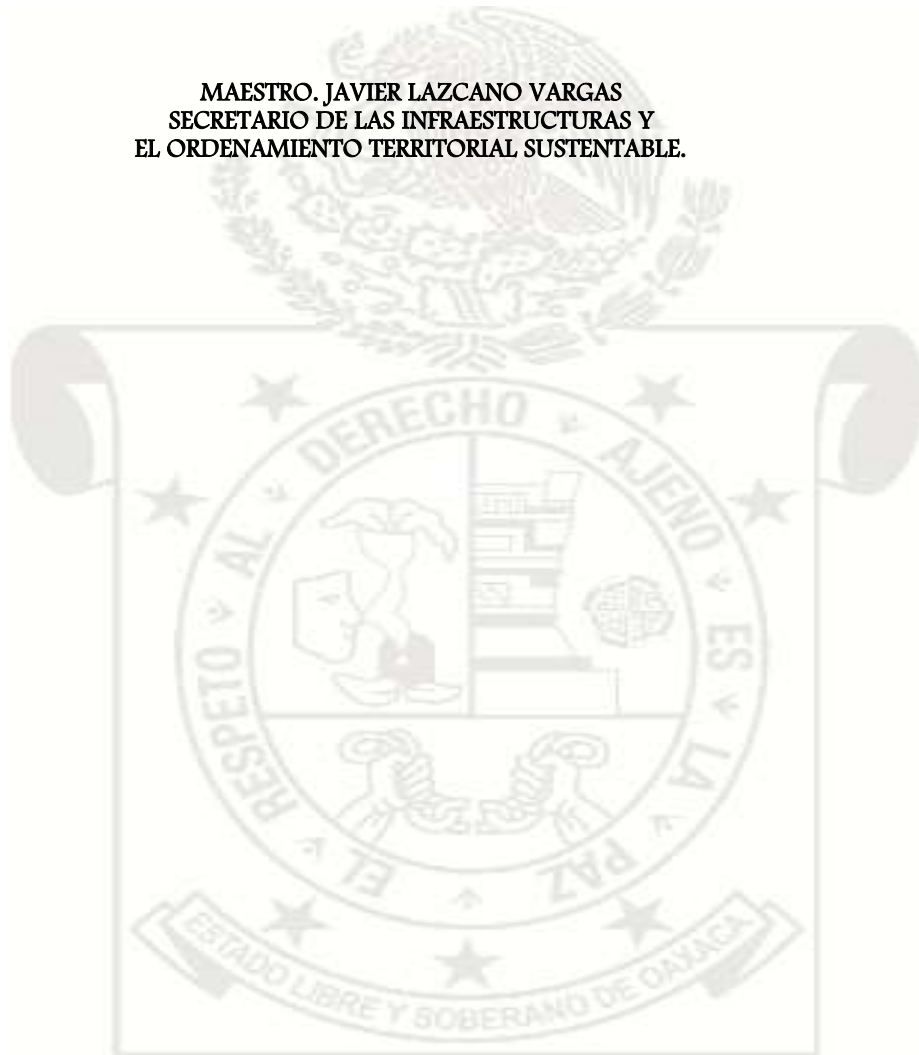 MAESTRO. JAVIER LAZCANO VARGAS
SECRETARIO DE LAS INFRAESTRUCTURAS Y
EL ORDENAMIENTO TERRITORIAL SUSTENTABLE.
EL RESPETO AL DERECHO AJENO ES LA PAZ
ESTADO LIBRE Y SOBERANO DE OAXACA